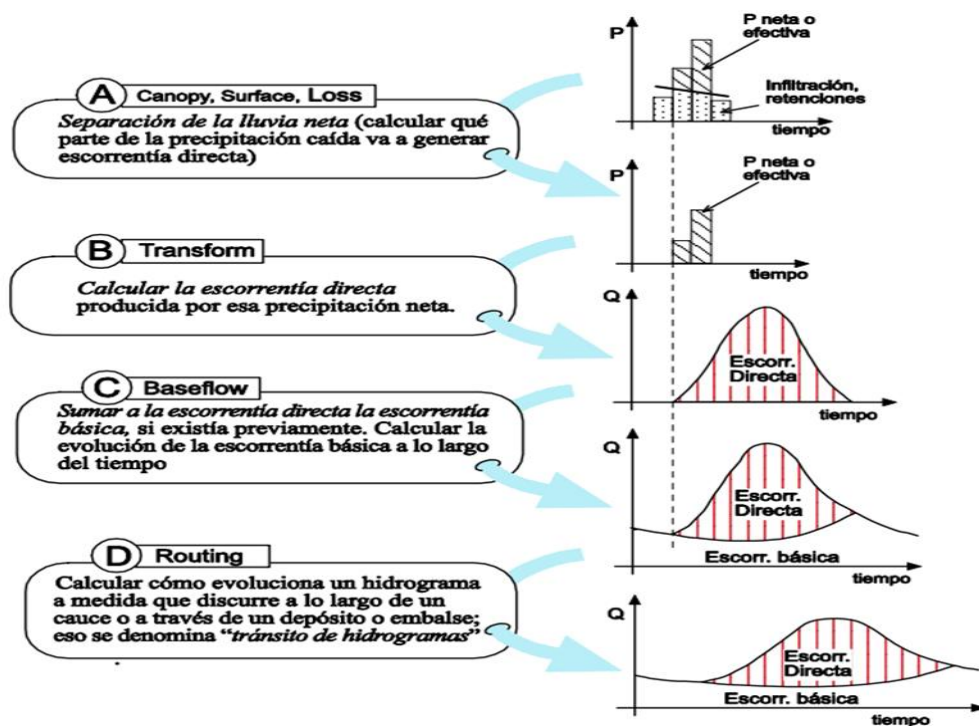 A Canopy, Surface, Loss
Separación de la lluvia neta (calcular qué
parte de la precipitación caída va a generar
escorrentía directa)
P
P neta o
efectiva
Infiltración,
retenciones
tiempo
P
P neta o
efectiva
tiempo
B Transform
Calcular la escorrentía directa
producida por esa precipitación neta.
Q
Escorr.
Directa
tiempo
C Baseflow
Sumar a la escorrentía directa la escorrentía
básica, si existía previamente. Calcular la
evolución de la escorrentía básica a lo largo
del tiempo
Q
Escorr.
Directa
Escorr. básica
tiempo
D Routing
Calcular cómo evoluciona un hidrograma
a medida que discurre a lo largo de un
cauce o a través de un depósito o embalse;
eso se denomina “tránsito de hidrogramas”
Q
Escorr.
Directa
Escorr. básica
tiempo